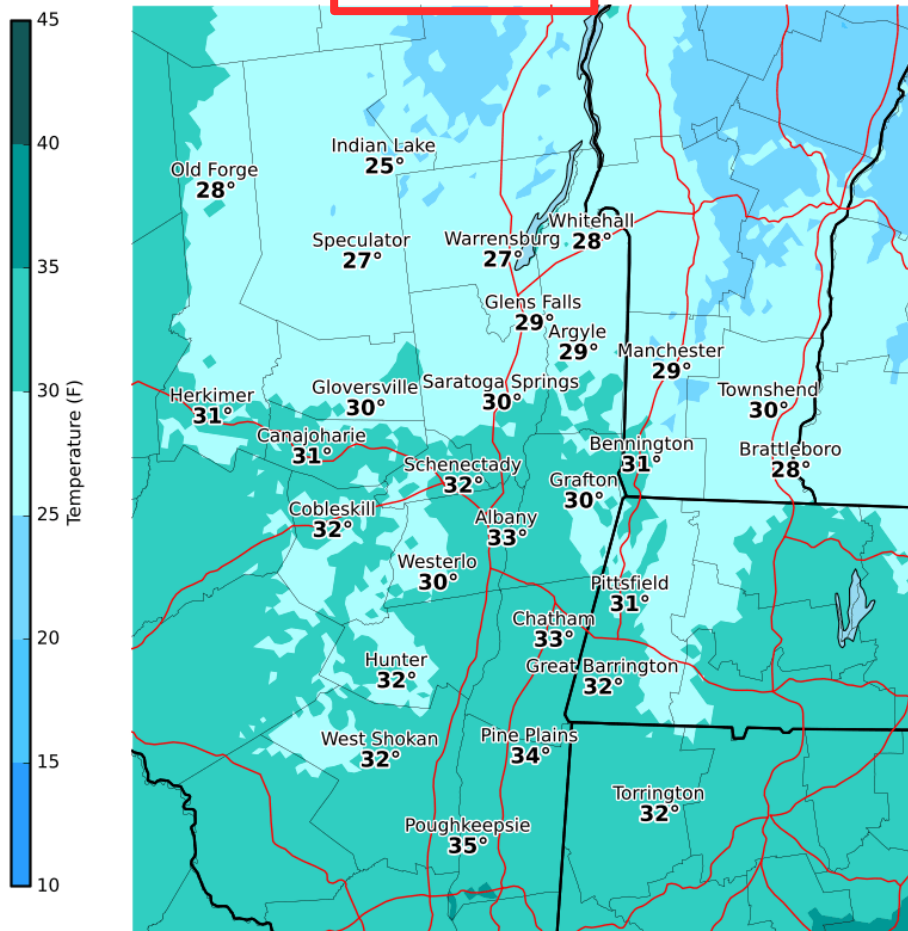 45
40
35
30
25
20
15
10
Temperature (F)
Indian Lake
25°
Old Forge
28°
Whitehall
28°
Speculator
27°
Warrensburg
27°
Glens Falls
29°
Argyle
29°
Manchester
29°
Herkimer
31°
Gloversville
30°
Saratoga Springs
30°
Townshend
30°
Canajoharie
31°
Bennington
31°
Brattleboro
28°
Schenectady
32°
Grafton
30°
Cobleskill
32°
Albany
33°
Westerlo
30°
Pittsfield
31°
Chatham
33°
Hunter
32°
Great Barrington
32°
West Shokan
32°
Pine Plains
34°
Torrington
32°
Poughkeepsie
35°